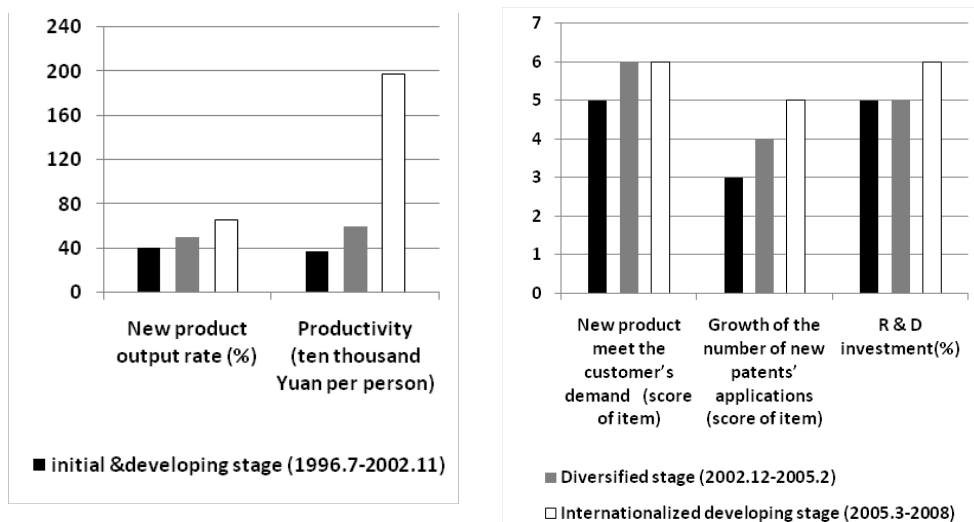 240
200
160
120
80
40
0
New product
output rate (%)
Productivity
(ten thousand
Yuan per person)
■ initial &developing stage (1996.7-2002.11)
7
6
5
4
3
2
1
0
New product
meet the
customer's
demand (score
of item)
Growth of the
number of new
patents'
applications
(score of item)
R & D
investment(%)
■ Diversified stage (2002.12-2005.2)
□ Internationalized developing stage (2005.3-2008)